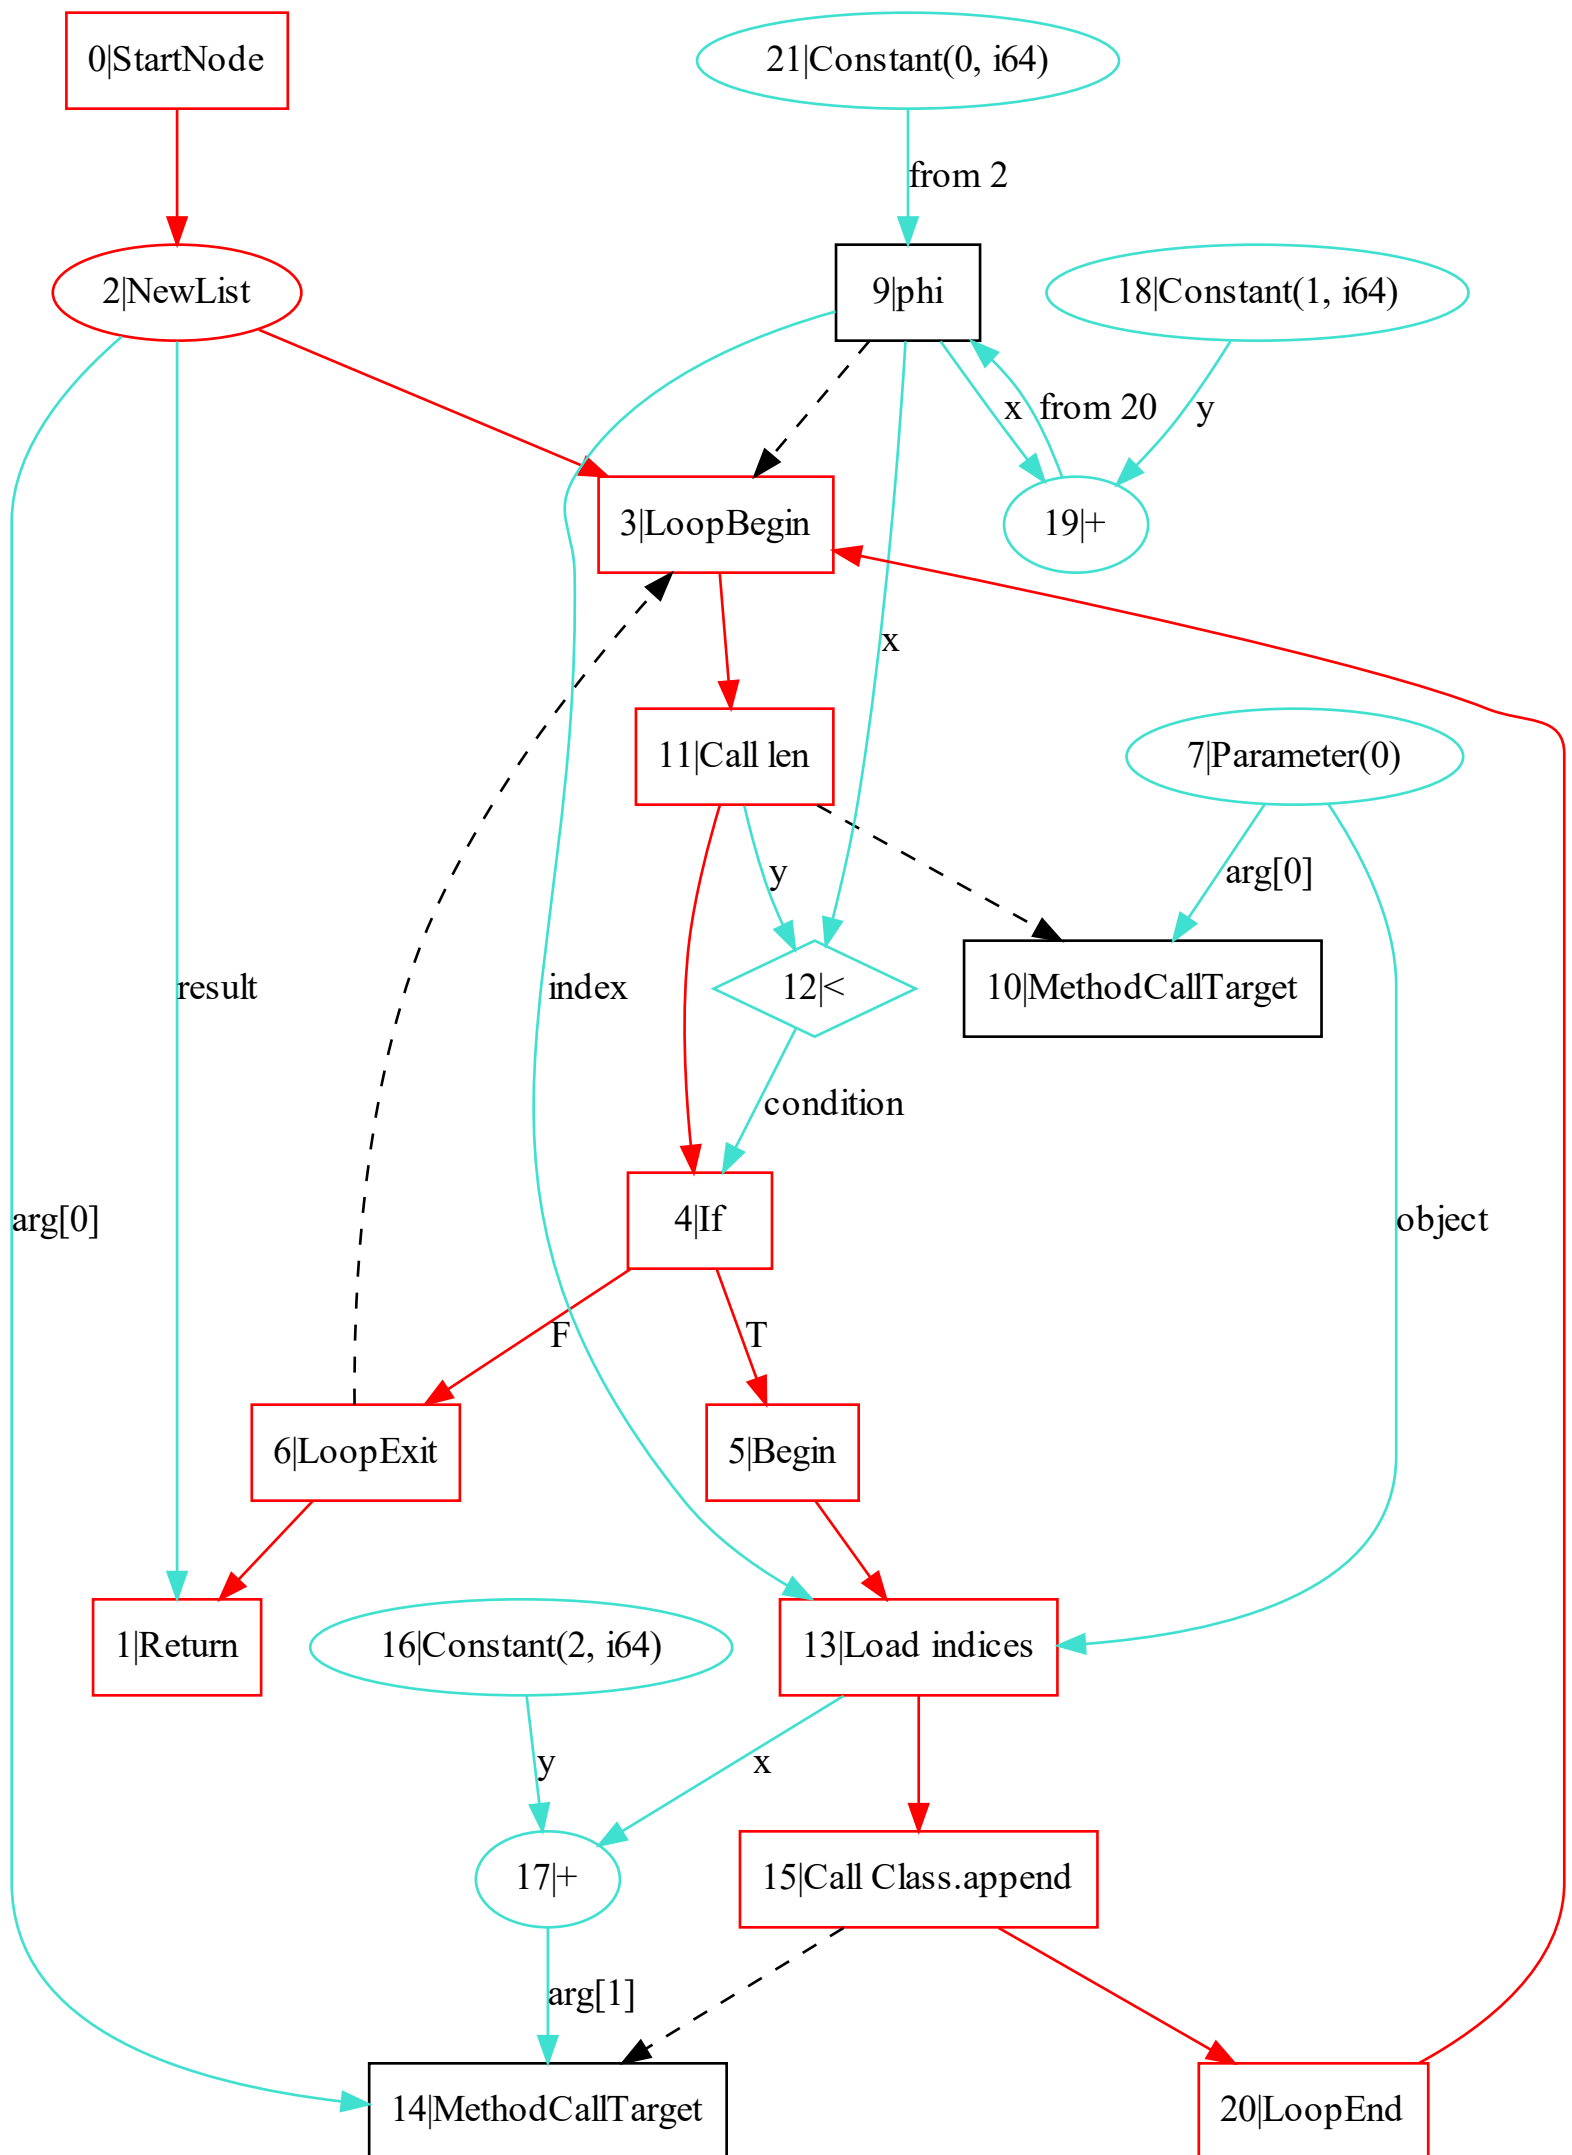 0|StartNode
21|Constant(0, i64)
from 2
2|NewList
9|phi
18|Constant(1, i64)
x
from 20
y
3|LoopBegin
19|+
x
11|Call len
7|Parameter(0)
y
arg[0]
result
index
12|<
10|MethodCallTarget
condition
arg[0]
4|If
object
F
T
6|LoopExit
5|Begin
1|Return
16|Constant(2, i64)
13|Load indices
y
x
17|+
15|Call Class.append
arg[1]
14|MethodCallTarget
20|LoopEnd